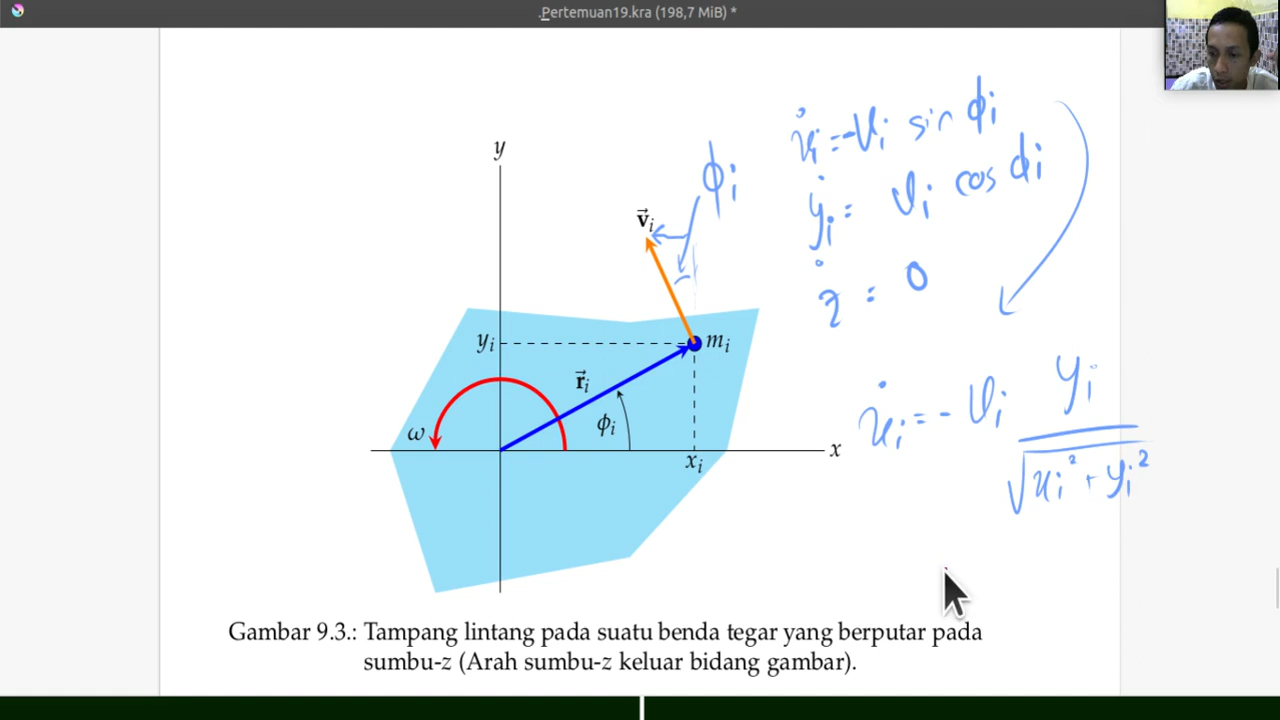 .Pertemuan19.kra (198,7 MiB) *
ẋᵢ = -vᵢ sin ϕᵢ
ẏᵢ = vᵢ cos ϕᵢ
ż = 0
ϕᵢ
y
v⃗ᵢ
yᵢ
mᵢ
r⃗ᵢ
ω
ϕᵢ
x
xᵢ
ẋᵢ = - vᵢ yᵢ / √(xᵢ² + yᵢ²)
Gambar 9.3.: Tampang lintang pada suatu benda tegar yang berputar pada
sumbu-z (Arah sumbu-z keluar bidang gambar).